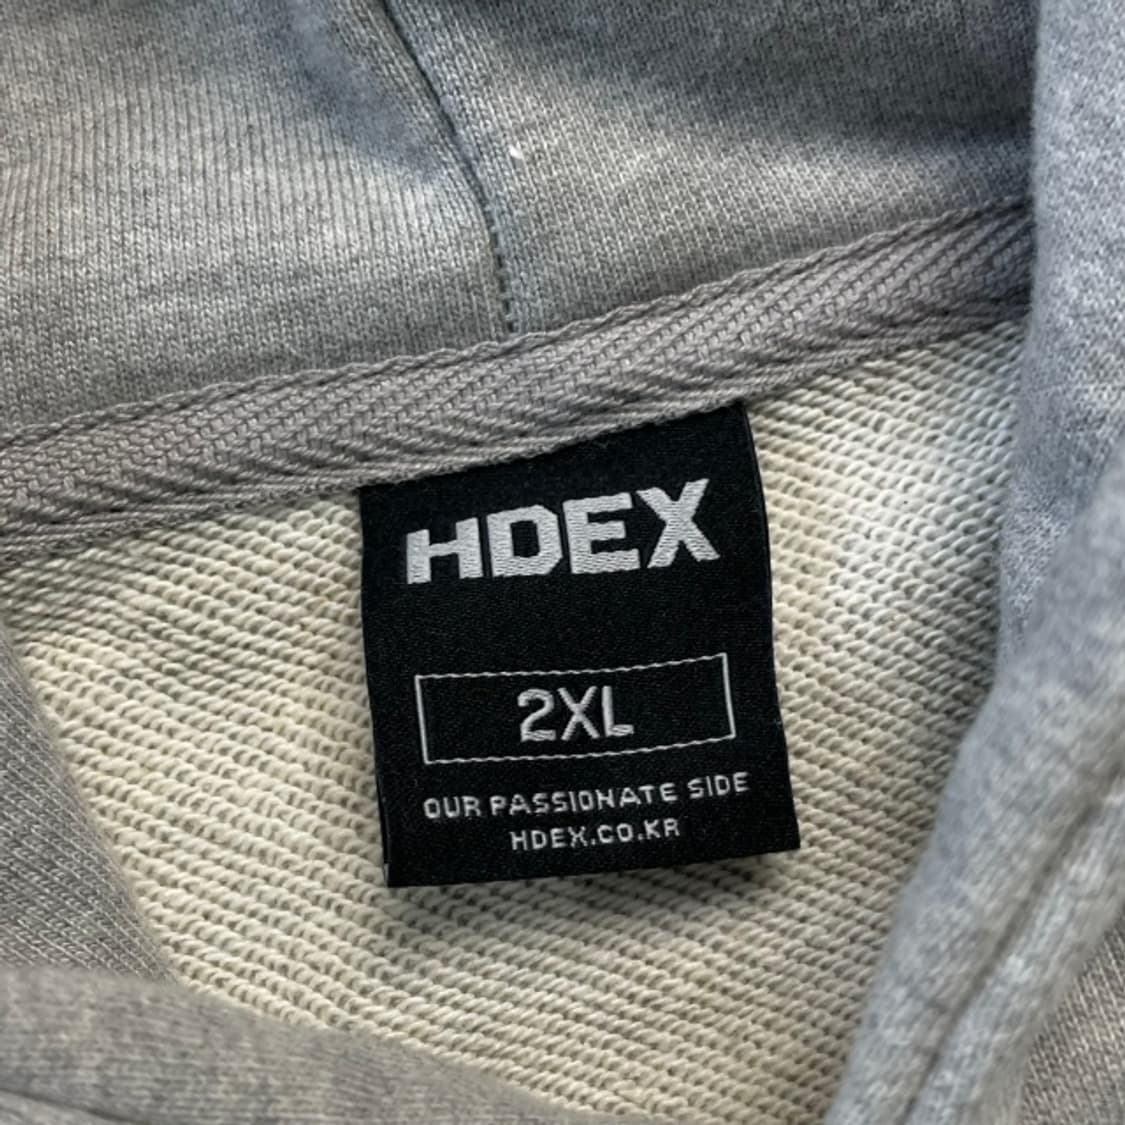 HDEX
2XL
OUR PASSIONATE SIDE
HDEX.CO.KR